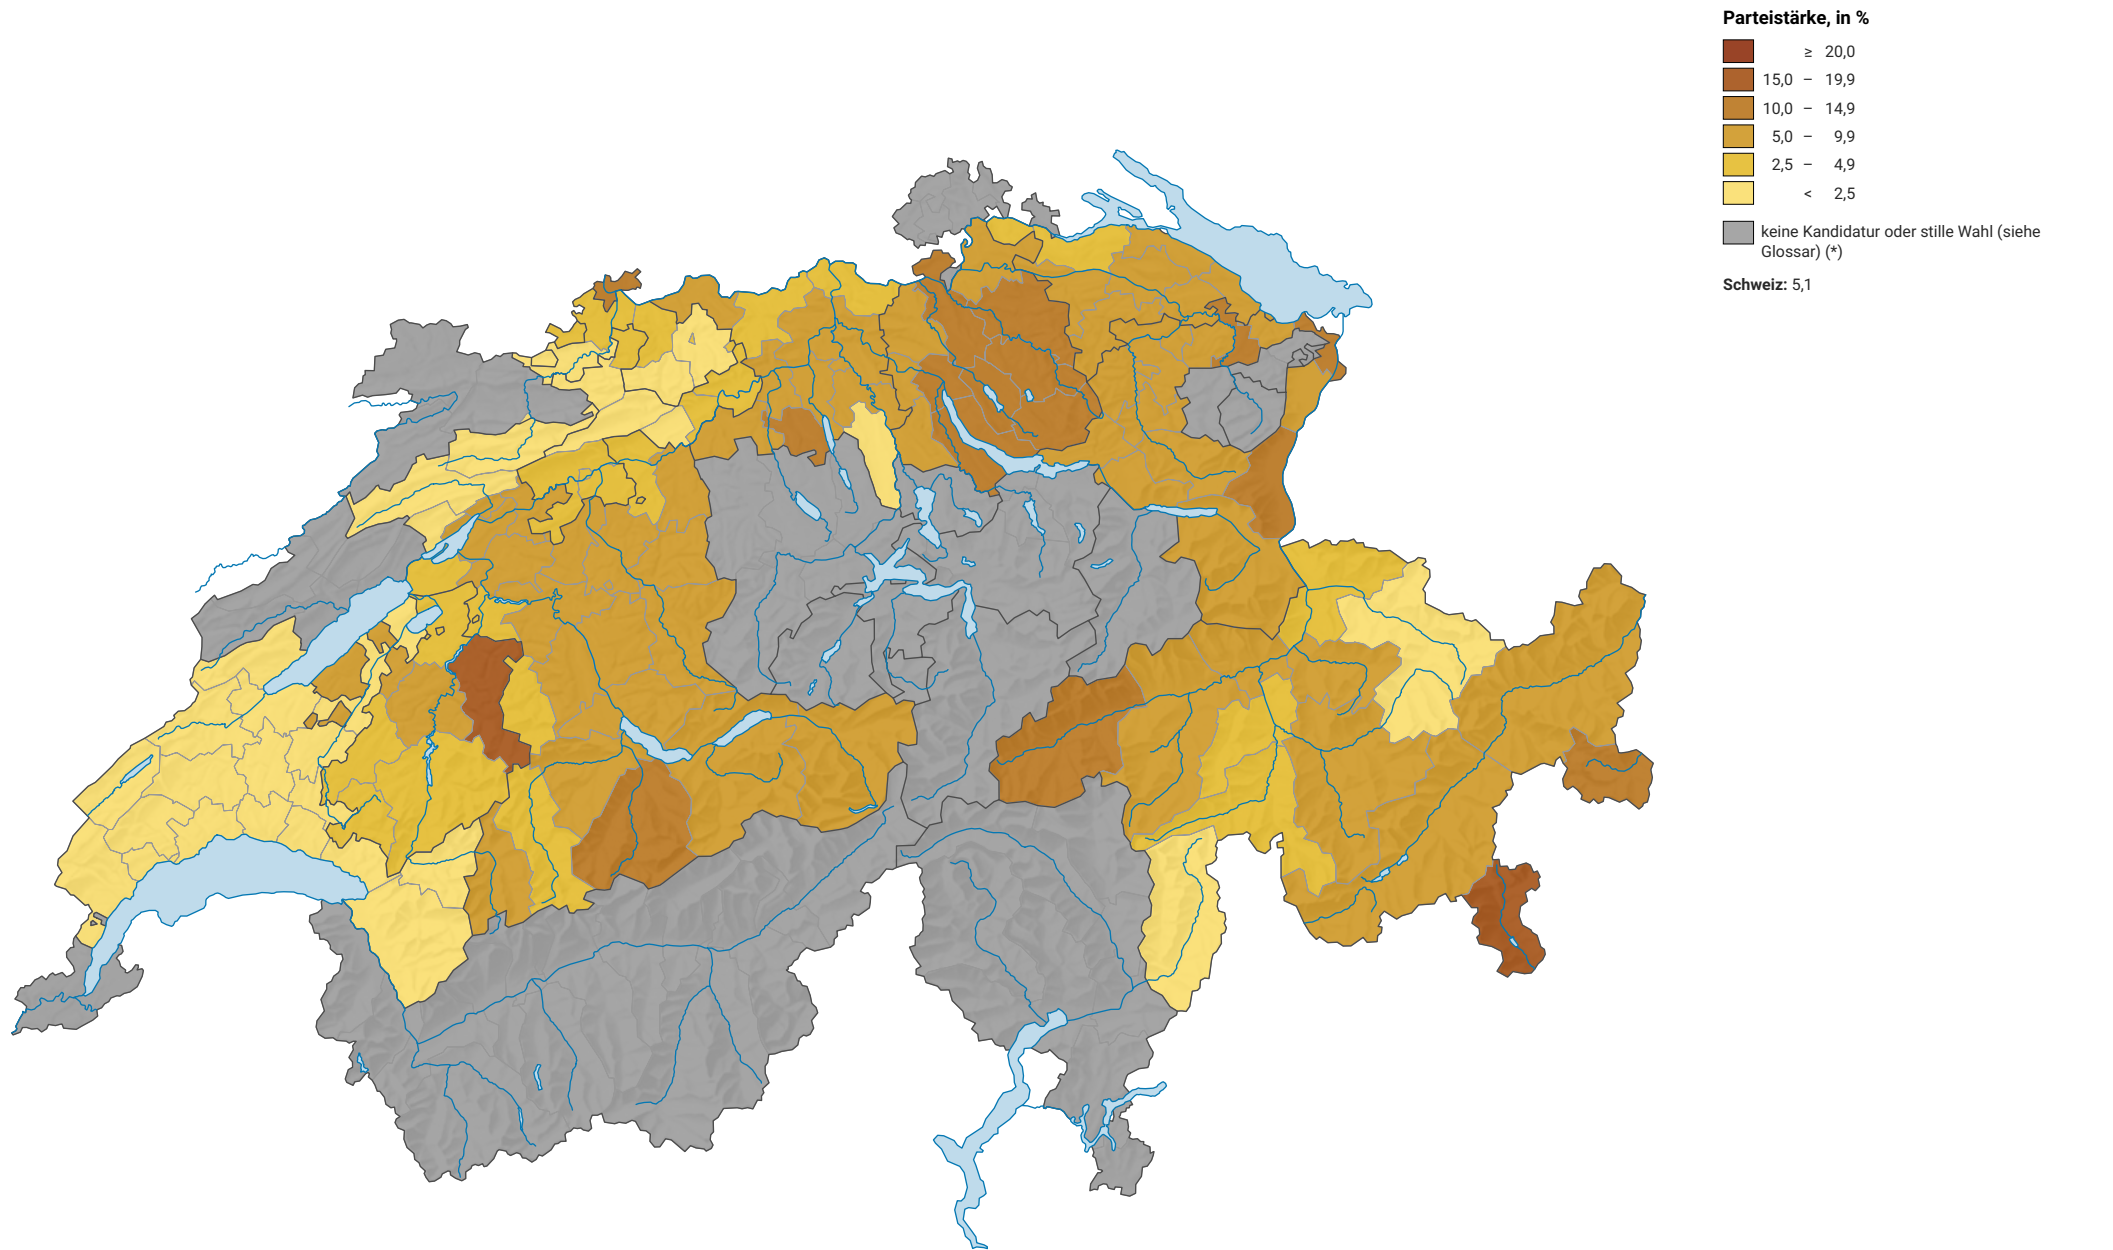 Parteistärke, in %
≥ 20,0
15,0 – 19,9
10,0 – 14,9
5,0 – 9,9
2,5 – 4,9
< 2,5
keine Kandidatur oder stille Wahl (siehe
Glossar) (*)
Schweiz: 5,1